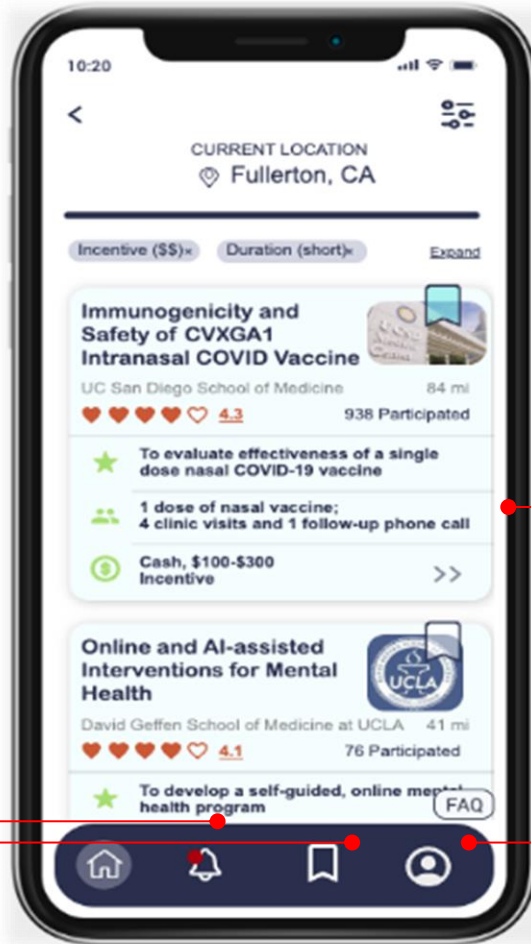 10:20
CURRENT LOCATION
Fullerton, CA
Incentive ($$)×
Duration (short)×
Expand
Immunogenicity and
Safety of CVXGA1
Intranasal COVID Vaccine
UC San Diego School of Medicine 84 mi
4.3 938 Participated
To evaluate effectiveness of a single
dose nasal COVID-19 vaccine
1 dose of nasal vaccine;
4 clinic visits and 1 follow-up phone call
Cash, $100-$300
Incentive >>
Online and AI-assisted
Interventions for Mental
Health
UCLA
David Geffen School of Medicine at UCLA 41 mi
4.1 76 Participated
To develop a self-guided, online mental
health program
FAQ